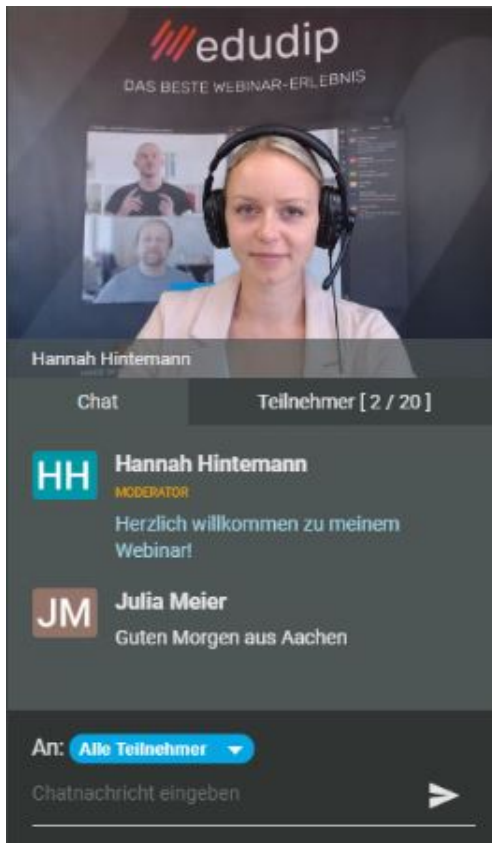 edudip
DAS BESTE WEBINAR-ERLEBNIS
Hannah Hintemann
Chat
Teilnehmer [ 2 / 20 ]
HH
Hannah Hintemann
MODERATOR
Herzlich willkommen zu meinem
Webinar!
JM
Julia Meier
Guten Morgen aus Aachen
An: Alle Teilnehmer
Chatnachricht eingeben